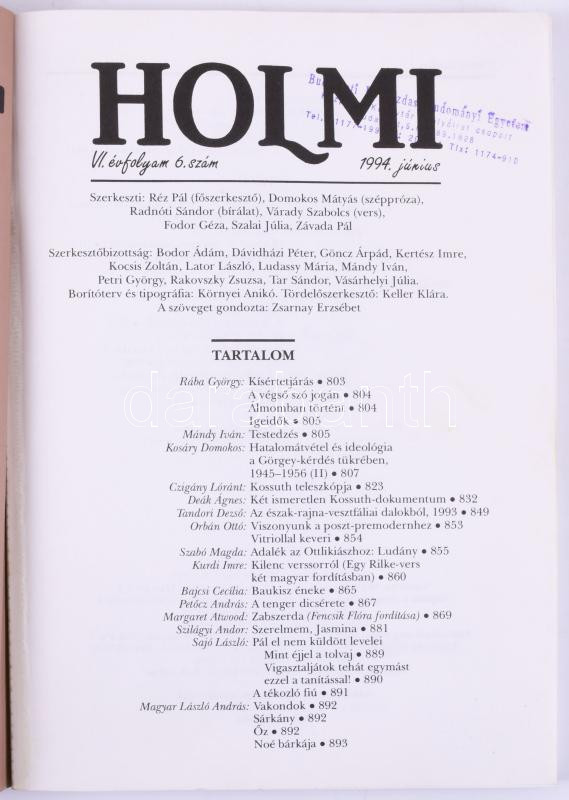 HOLMI
VI. évfolyam 6. szám
1994. június
Szerkeszti: Réz Pál (főszerkesztő), Domokos Mátyás (széppróza),
Radnóti Sándor (bírálat), Várady Szabolcs (vers),
Fodor Géza, Szalai Júlia, Závada Pál
Szerkesztőbizottság: Bodor Ádám, Dávidházi Péter, Göncz Árpád, Kertész Imre,
Kocsis Zoltán, Lator László, Ludassy Mária, Mándy Iván,
Petri György, Rakovszky Zsuzsa, Tar Sándor, Vásárhelyi Júlia.
Borítóterv és tipográfia: Környei Anikó. Tördelőszerkesztő: Keller Klára.
A szöveget gondozta: Zsarnay Erzsébet
TARTALOM
Rába György: Kísértetjárás • 803
A végső szó jogán • 804
Álmomban történt • 804
Igeidők • 805
Mándy Iván: Testedzés • 805
Kosáry Domokos: Hatalomátvétel és ideológia
a Görgey-kérdés tükrében,
1945–1956 (II) • 807
Czigány Lóránt: Kossuth teleszkópja • 823
Deák Ágnes: Két ismeretlen Kossuth-dokumentum • 832
Tandori Dezső: Az észak-rajna-vesztfáliai dalokból, 1993 • 849
Orbán Ottó: Viszonyunk a poszt-premodernhez • 853
Vitriollal keveri • 854
Szabó Magda: Adalék az Ottlikiászhoz: Ludány • 855
Kurdi Imre: Kilenc verssorról (Egy Rilke-vers
két magyar fordításban) • 860
Bajcsi Cecília: Baukisz éneke • 865
Petőcz András: A tenger dicsérete • 867
Margaret Atwood: Zabszerda (Fencsik Flóra fordítása) • 869
Szilágyi Andor: Szerelmem, Jasmina • 881
Sajó László: Pál el nem küldött levelei
Mint éjjel a tolvaj • 889
Vigasztaljátok tehát egymást
ezzel a tanítással! • 890
A tékozló fiú • 891
Magyar László András: Vakondok • 892
Sárkány • 892
Őz • 892
Noé bárkája • 893
darabanth